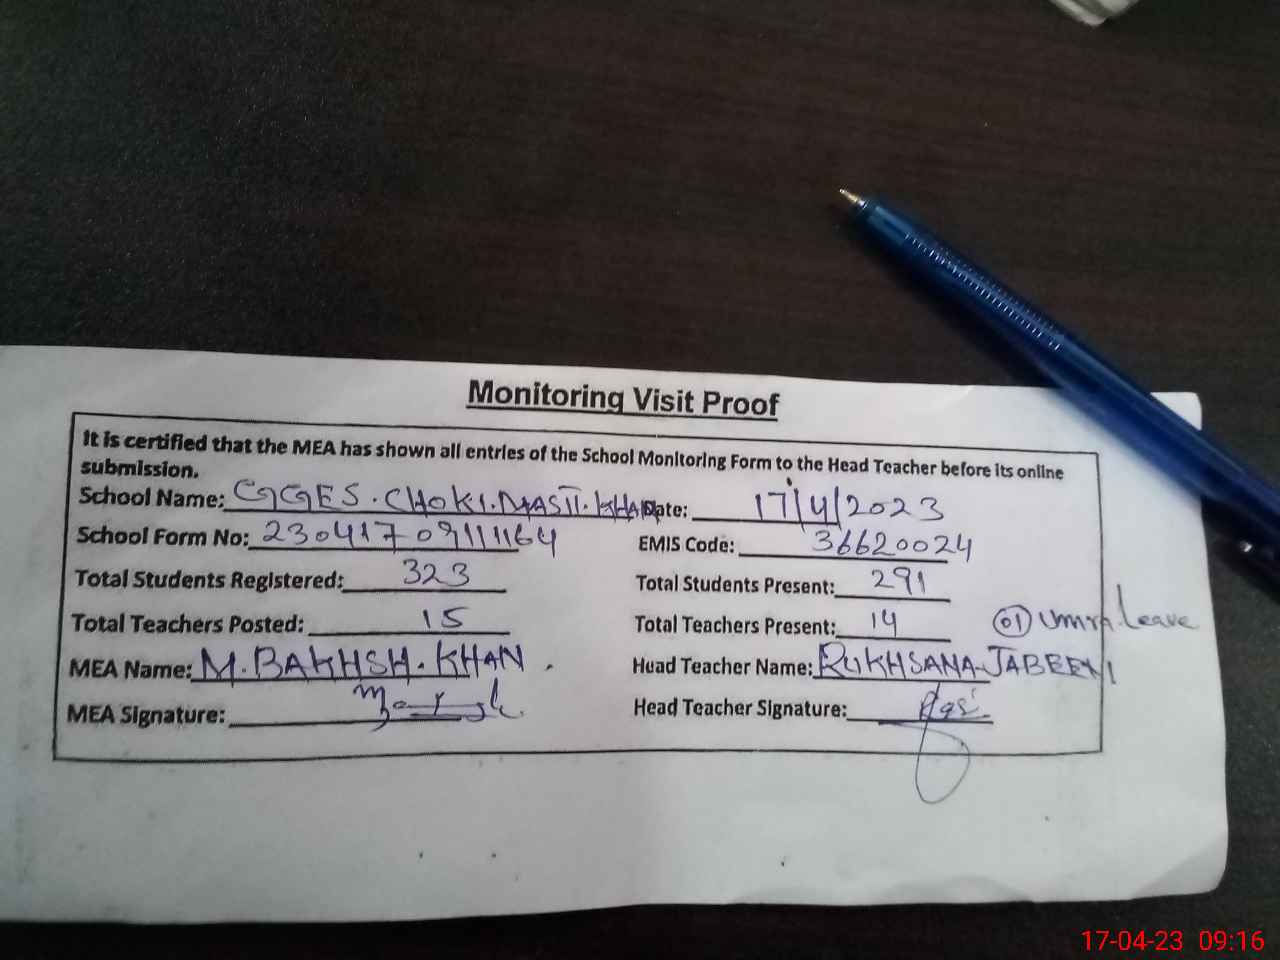 Monitoring Visit Proof
It is certified that the MEA has shown all entries of the School Monitoring Form to the Head Teacher before its online
submission.
School Name: GGES. CHOKI. MASTI. KHAN Date: 17/4/2023
School Form No: 23041709111164 EMIS Code: 36620024
Total Students Registered: 323 Total Students Present: 291
Total Teachers Posted: 15 Total Teachers Present: 14 01 Umra. Leave
MEA Name: M. BAKHSH. KHAN. Head Teacher Name: RUKHSANA JABEEN
MEA Signature: Head Teacher Signature:
17-04-23 09:16